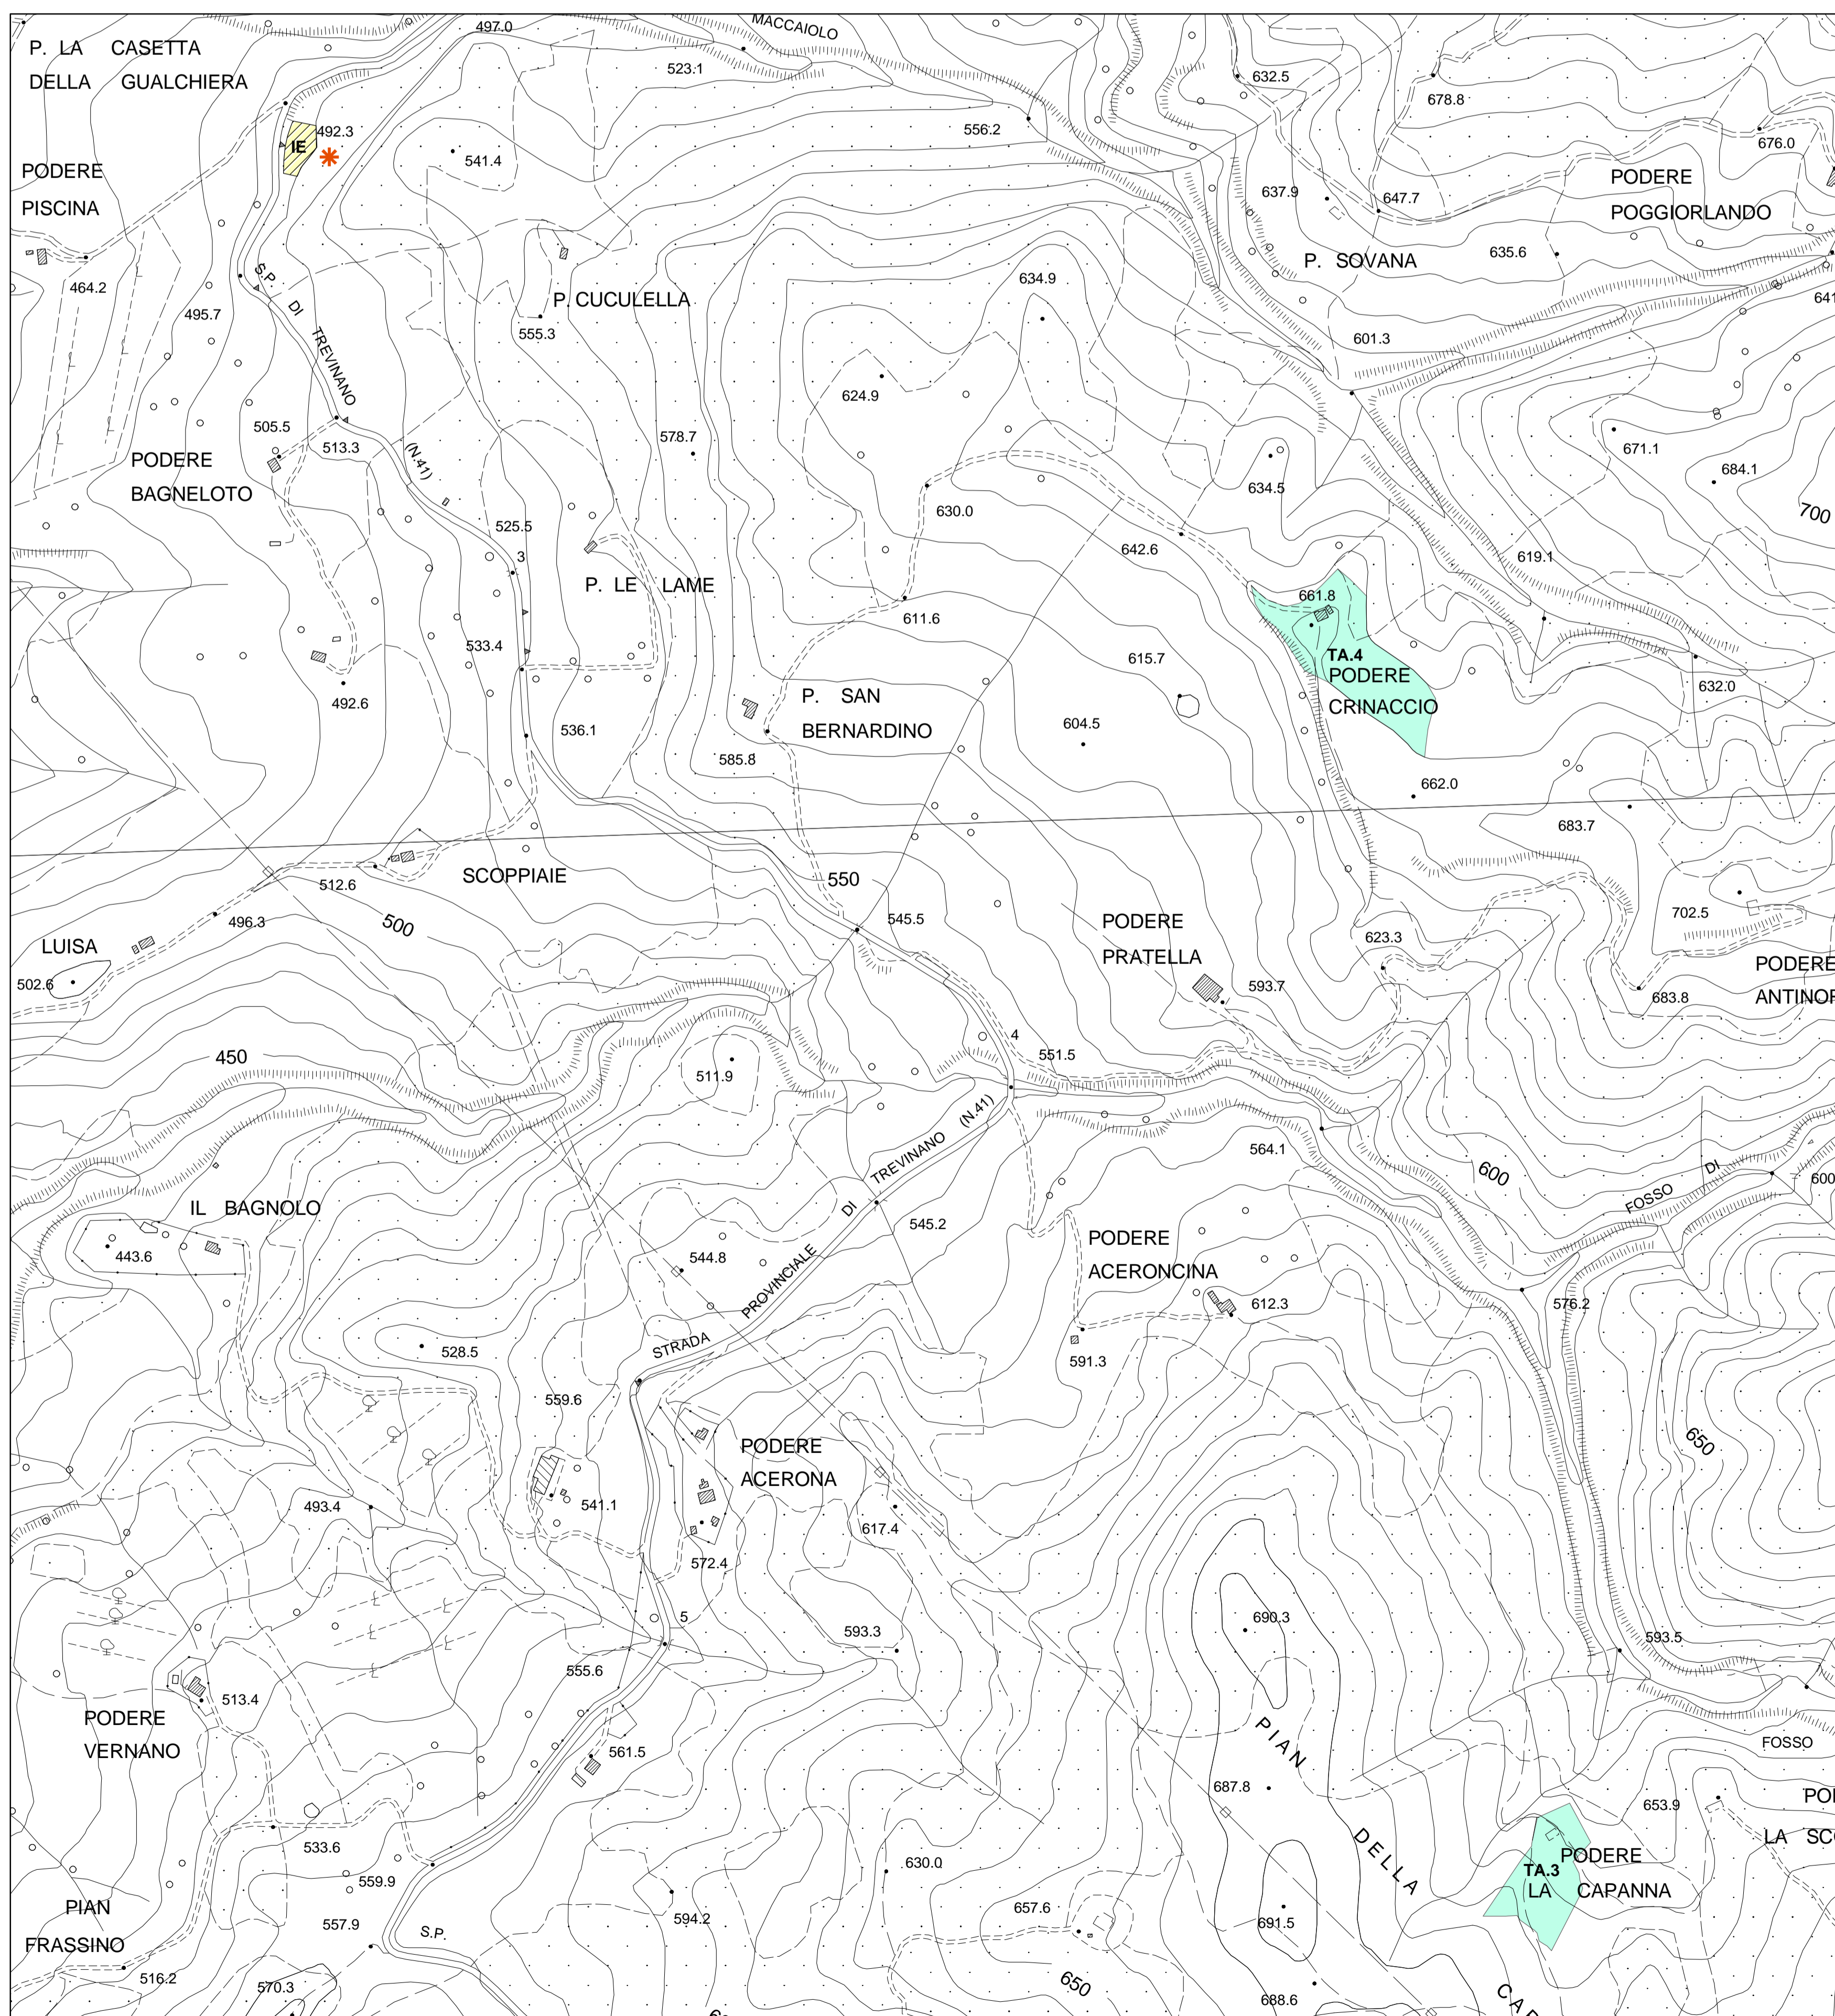 P. LA CASETTA
DELLA GUALCHIERA
497.0
MACCAIOLO
523.1
632.5
678.8
492.3
IE
541.4
556.2
676.0
PODERE
PISCINA
637.9
647.7
PODERE
POGGIORLANDO
P. SOVANA
635.6
464.2
495.7
S.P. DI TREVINANO
P. CUCULELLA
555.3
634.9
641
601.3
624.9
505.5
513.3
(N.41)
578.7
671.1
684.1
PODERE
BAGNELOTO
634.5
630.0
700
525.5
3
642.6
619.1
P. LE LAME
661.8
611.6
533.4
615.7
TA.4
PODERE
CRINACCIO
632.0
492.6
P. SAN
BERNARDINO
536.1
604.5
585.8
662.0
683.7
512.6
SCOPPIAIE
550
496.3
500
545.5
PODERE
PRATELLA
702.5
LUISA
623.3
PODERE
ANTINOR
502.6
593.7
683.8
450
4
551.5
511.9
(N.41)
564.1
STRADA PROVINCIALE DI TREVINANO
600
FOSSO DI
600
IL BAGNOLO
545.2
443.6
544.8
PODERE
ACERONCINA
612.3
576.2
528.5
591.3
559.6
650
PODERE
ACERONA
493.4
541.1
617.4
572.4
5
690.3
593.3
593.5
555.6
513.4
PODERE
VERNANO
561.5
PIAN DELLA
FOSSO
687.8
653.9
LA SC
533.6
PODERE
TA.3
LA CAPANNA
559.9
630.0
PIAN
FRASSINO
557.9
S.P.
594.2
657.6
691.5
516.2
570.3
650
688.6